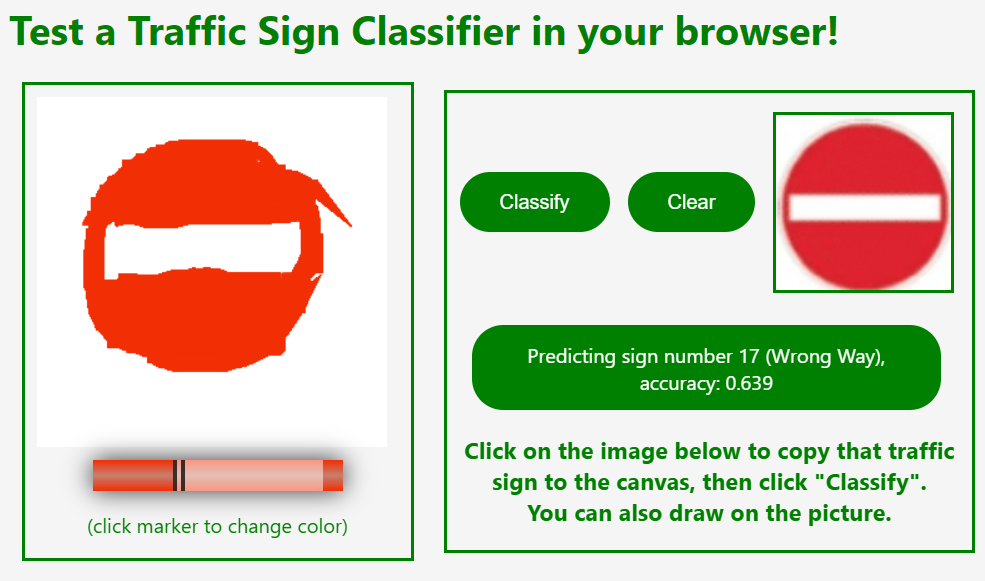 Test a Traffic Sign Classifier in your browser!
Classify
Clear
Predicting sign number 17 (Wrong Way),
accuracy: 0.639
(click marker to change color)
Click on the image below to copy that traffic
sign to the canvas, then click "Classify".
You can also draw on the picture.